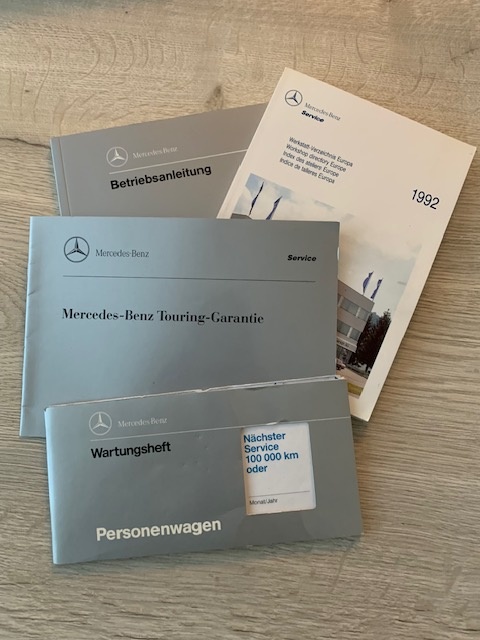 Mercedes-Benz
Betriebsanleitung
Mercedes-Benz
Service
Werkstatt-Verzeichnis Europa
Workshop directory Europe
Index des ateliers Europe
Indice de talleres Europa
1992
Mercedes-Benz
Service
Mercedes-Benz Touring-Garantie
Mercedes-Benz
Wartungsheft
Nächster
Service
100 000 km
oder
Monat/Jahr
Personenwagen